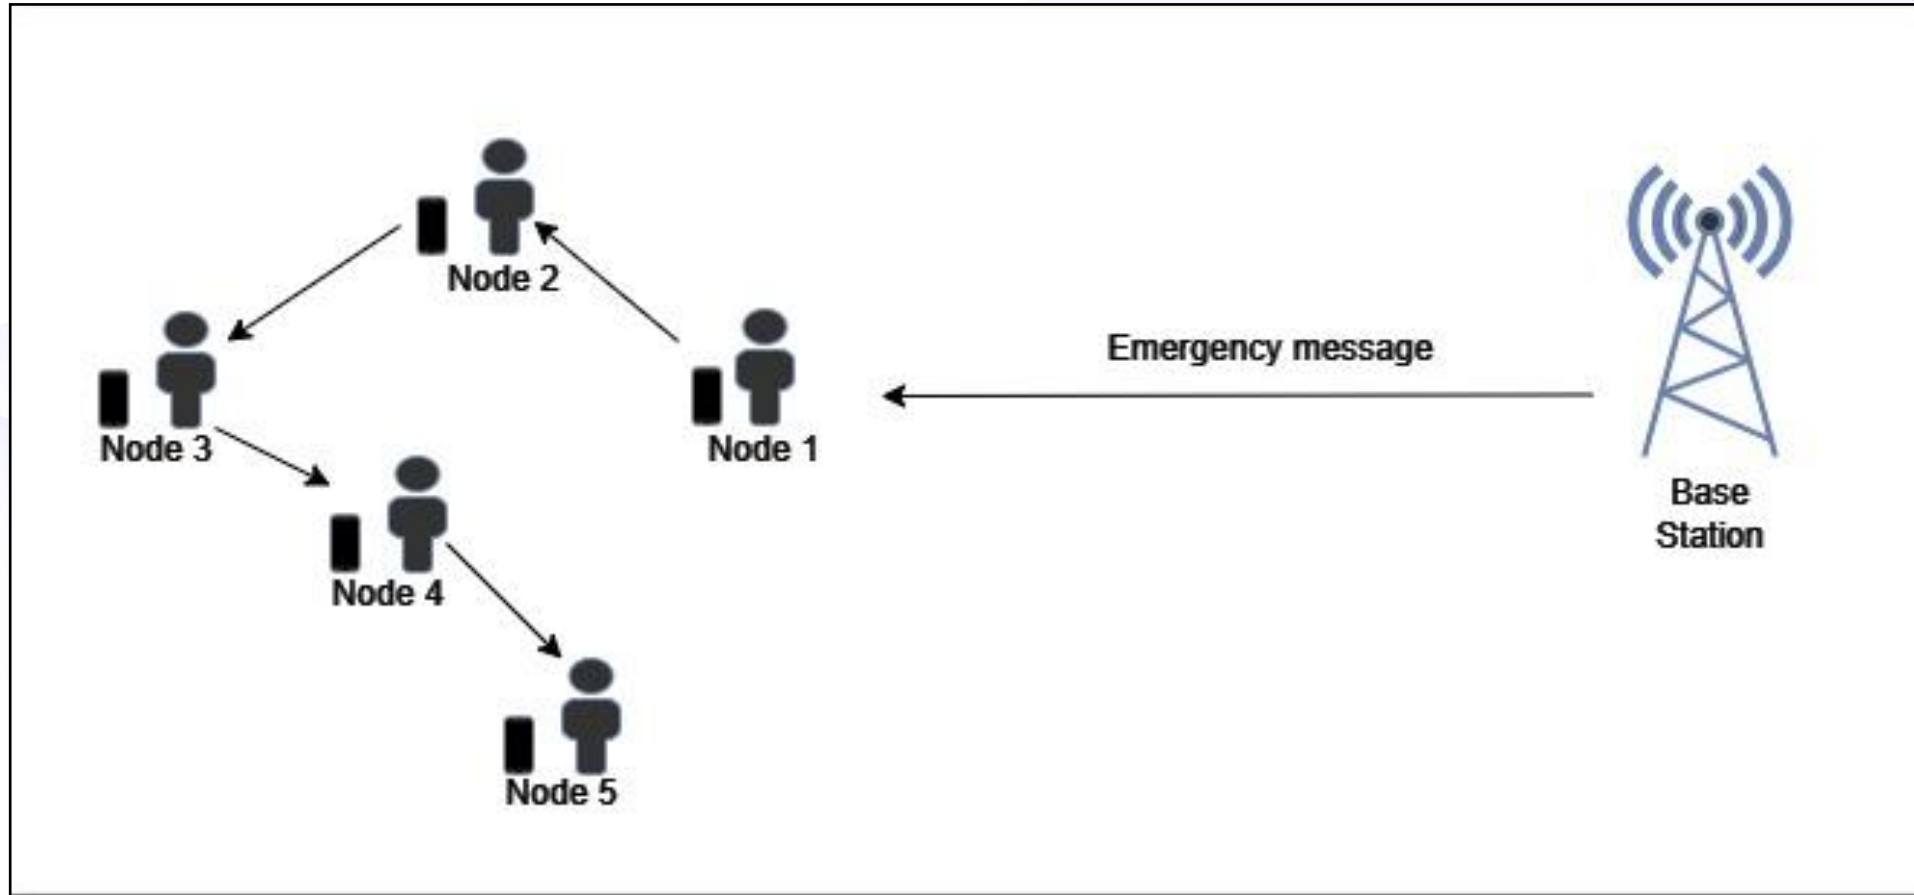 Node 2
Emergency message
Node 3
Node 1
Base
Station
Node 4
Node 5